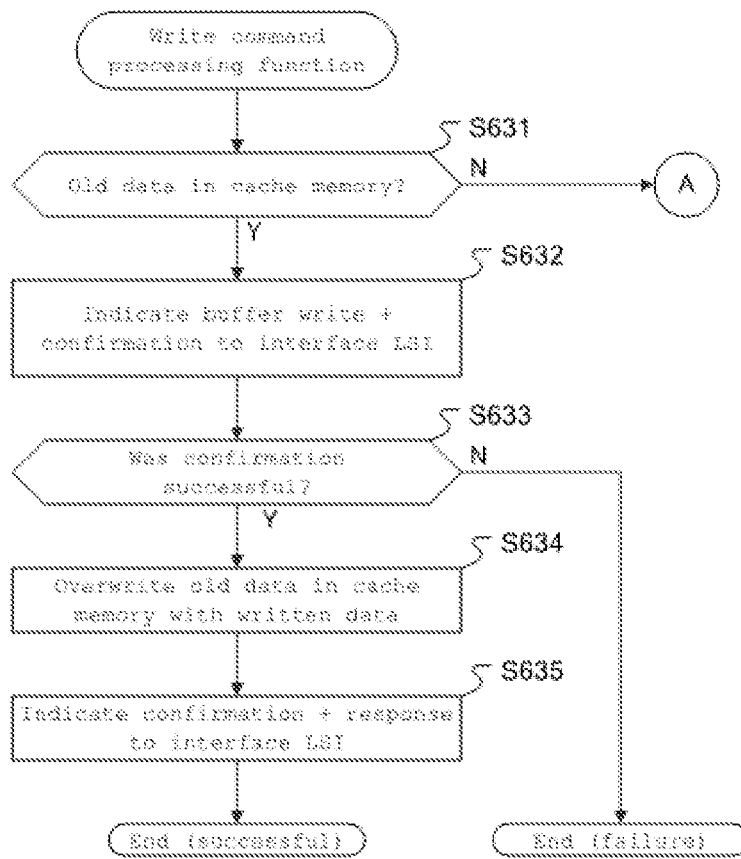 Write command
processing function
S631
Old data in cache memory?
N
A
Y
S632
Indicate buffer write +
confirmation to interface LSI
S633
Was confirmation
successful?
N
Y
S634
Overwrite old data in cache
memory with written data
S635
Indicate confirmation + response
to interface LSI
End (successful)
End (failure)